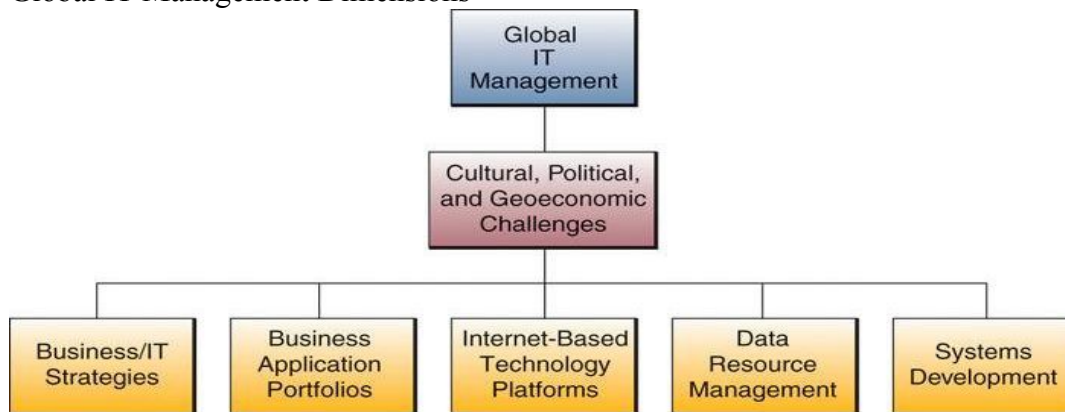 Global IT Management Dimensions
Global
IT
Management
Cultural, Political,
and Geoeconomic
Challenges
Business/IT
Strategies
Business
Application
Portfolios
Internet-Based
Technology
Platforms
Data
Resource
Management
Systems
Development